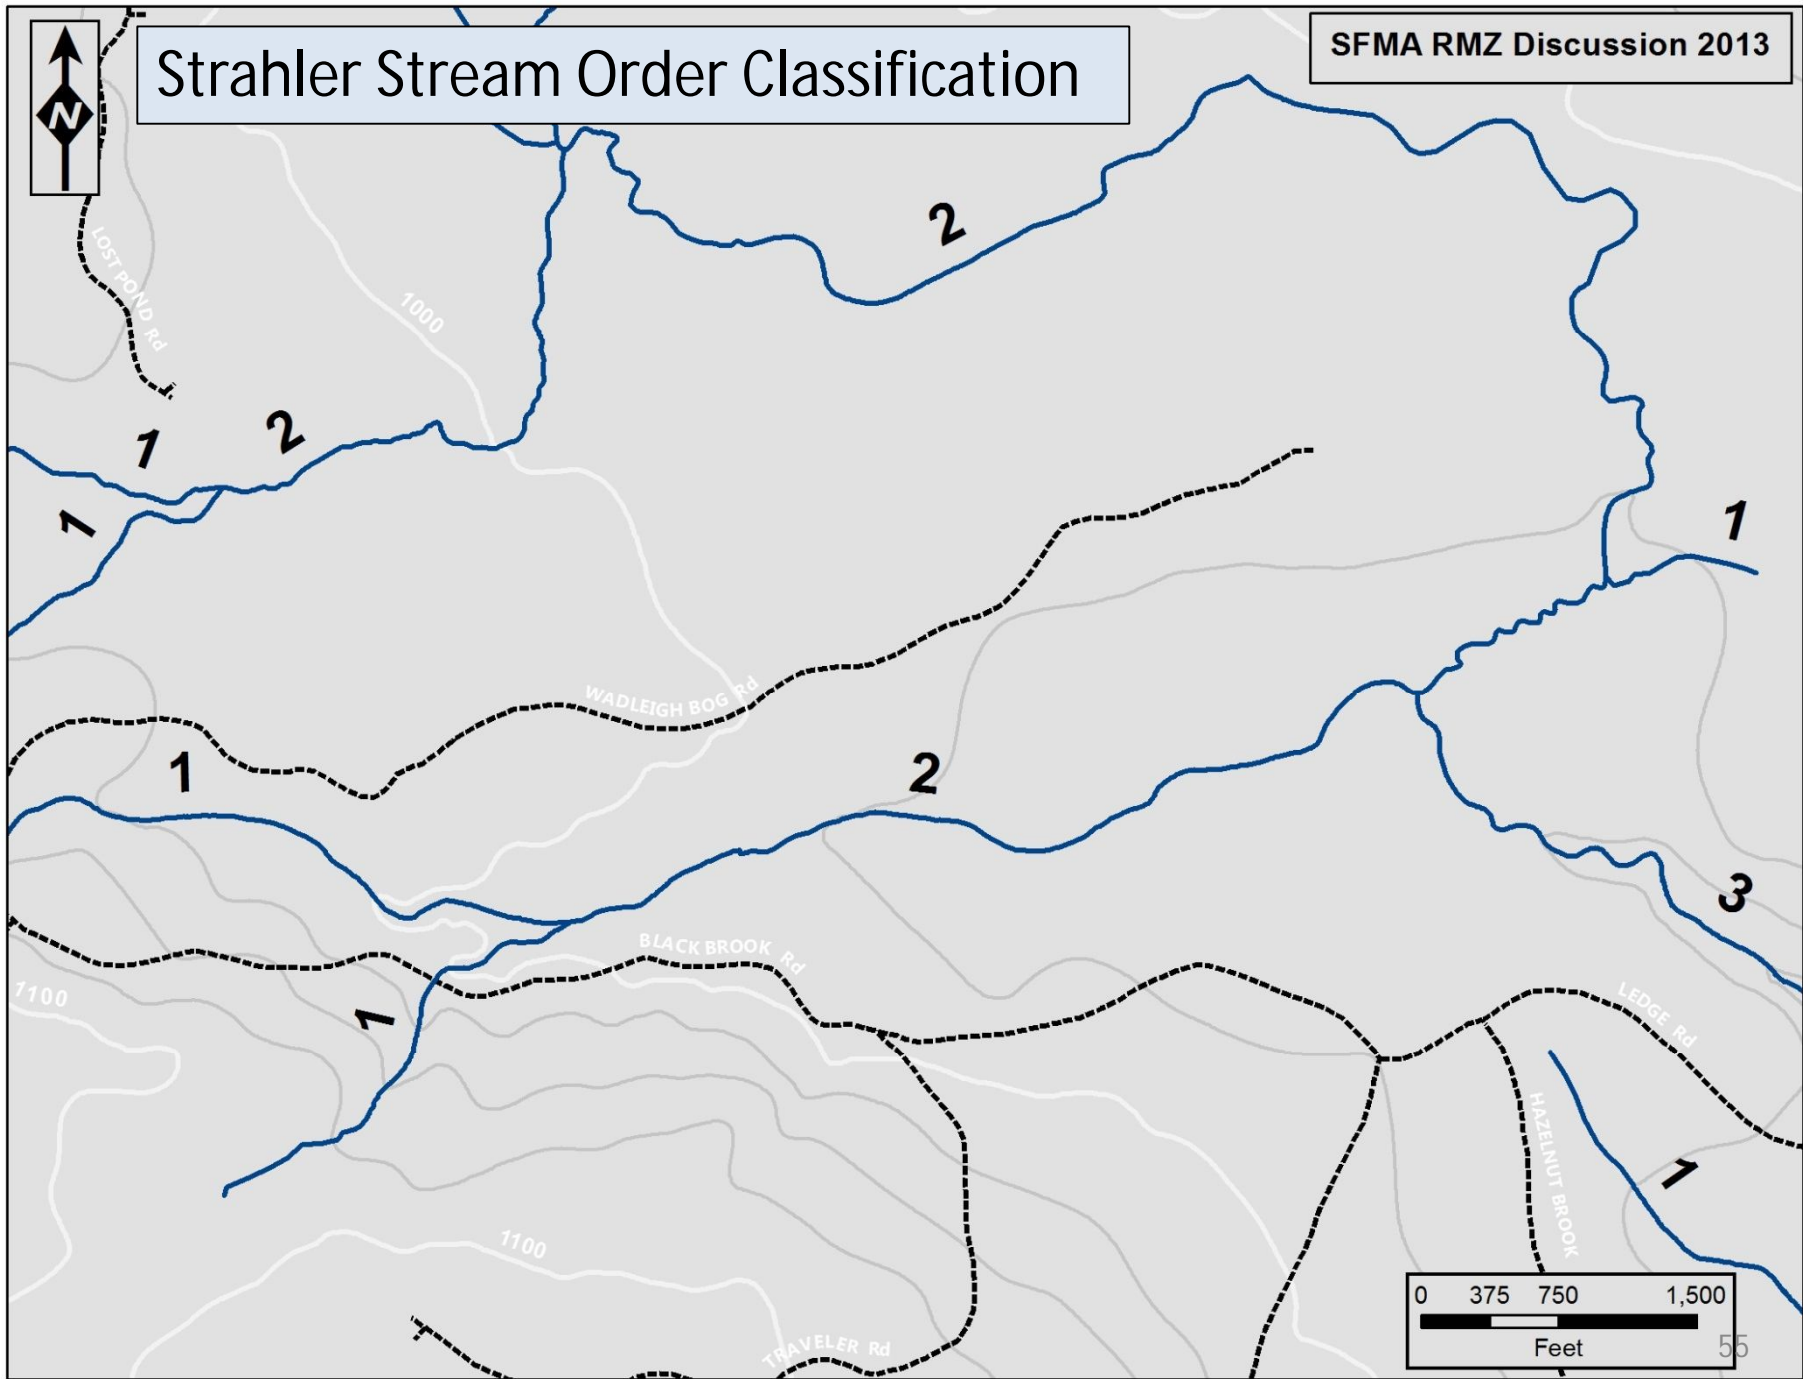 Strahler Stream Order Classification
SFMA RMZ Discussion 2013
N
LOST POND Rd
1000
2
1
2
1
1
WADLEIGH BOG Rd
1
2
3
BLACK BROOK Rd
1100
1
LEDGE Rd
HAZELNUT BROOK
1
1100
TRAVELER Rd
0 375 750 1,500
Feet
55